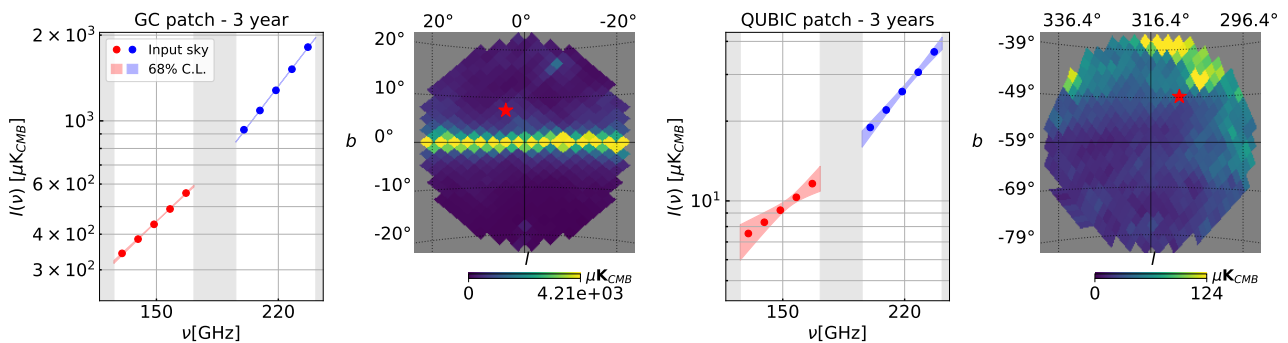 GC patch - 3 year
2 × 10³
10³
6 × 10²
4 × 10²
3 × 10²
I(ν) [μK_CMB]
Input sky
68% C.L.
150
220
ν[GHz]
20° 0° -20°
20°
10°
0°
-10°
-20°
b
l
0 4.21e+03
μK_CMB
QUBIC patch - 3 years
10¹
I(ν) [μK_CMB]
150
220
ν[GHz]
336.4° 316.4° 296.4°
-39°
-49°
-59°
-69°
-79°
b
l
0 124
μK_CMB